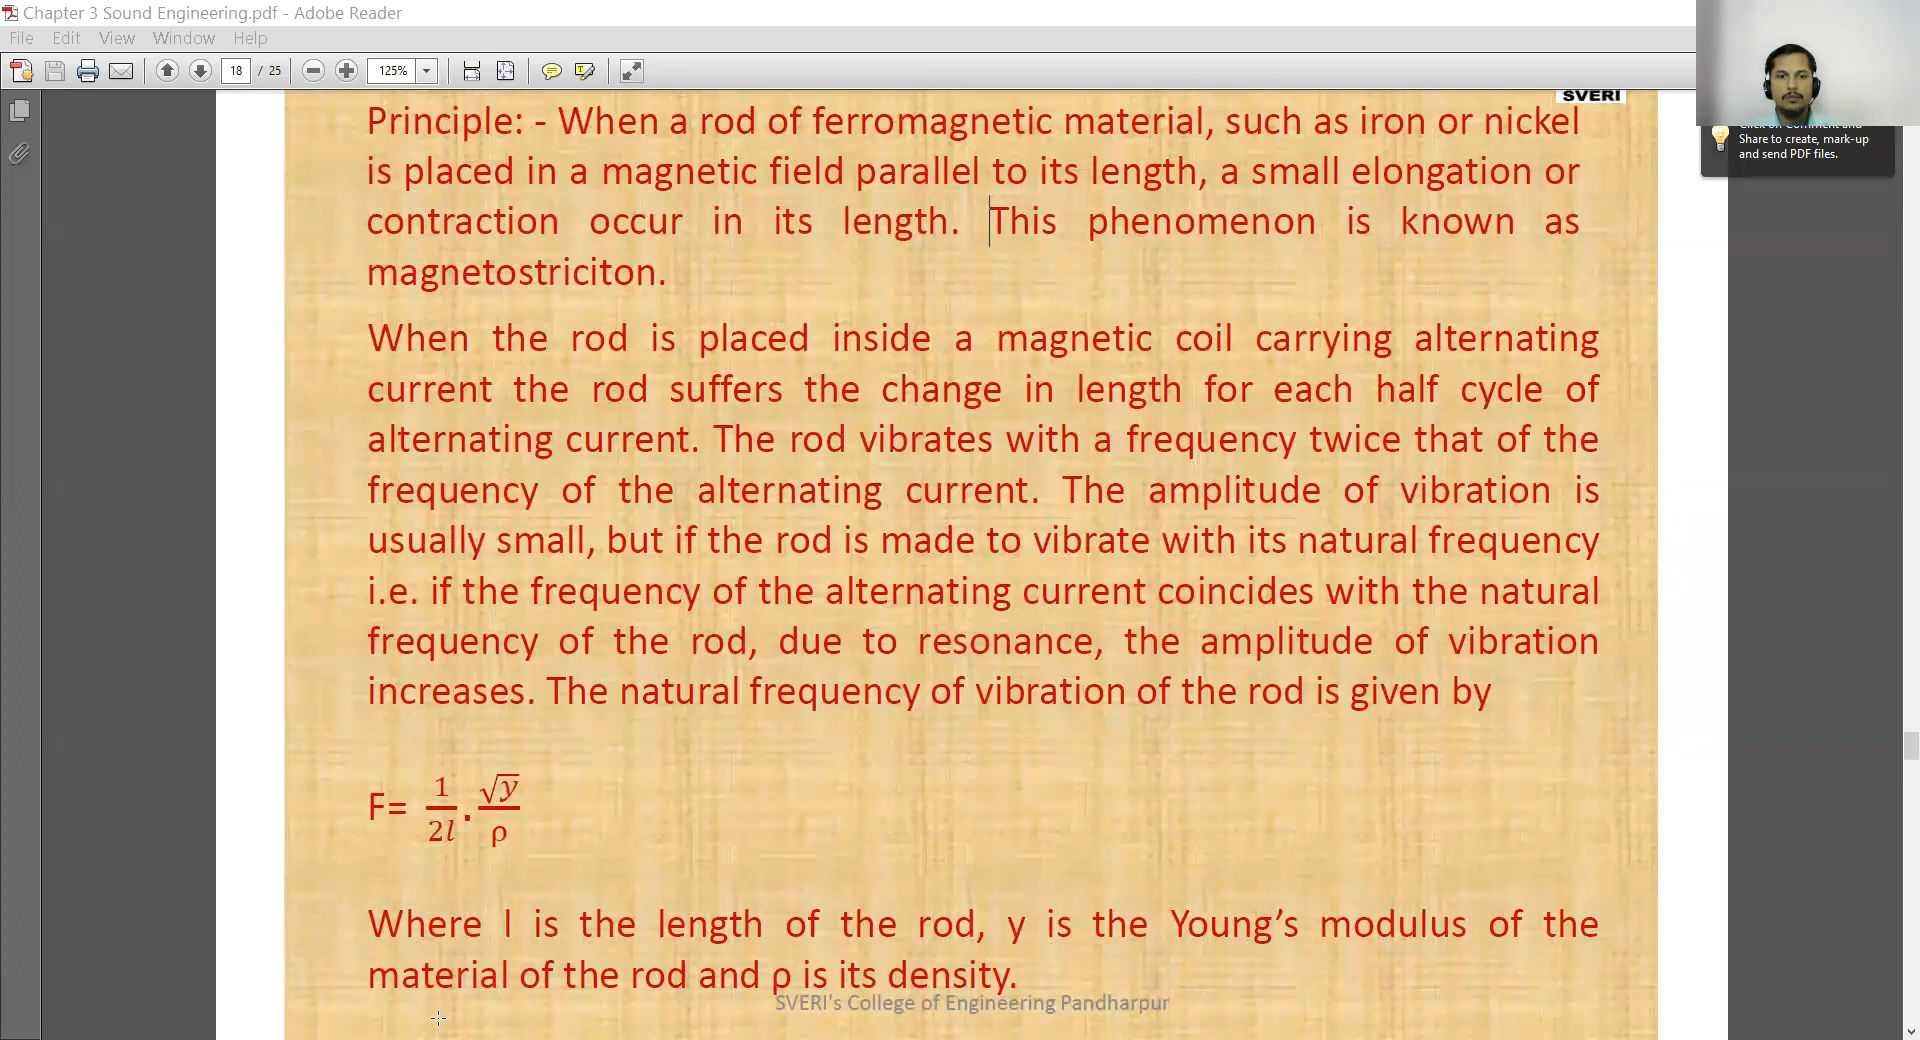 Chapter 3 Sound Engineering.pdf - Adobe Reader
File Edit View Window Help
18 / 25 125%
SVERI
Share to create, mark-up
and send PDF files.
Principle: - When a rod of ferromagnetic material, such as iron or nickel
is placed in a magnetic field parallel to its length, a small elongation or
contraction occur in its length. This phenomenon is known as
magnetostriciton.
When the rod is placed inside a magnetic coil carrying alternating
current the rod suffers the change in length for each half cycle of
alternating current. The rod vibrates with a frequency twice that of the
frequency of the alternating current. The amplitude of vibration is
usually small, but if the rod is made to vibrate with its natural frequency
i.e. if the frequency of the alternating current coincides with the natural
frequency of the rod, due to resonance, the amplitude of vibration
increases. The natural frequency of vibration of the rod is given by
F= 1/2l . √y/ρ
Where l is the length of the rod, y is the Young's modulus of the
material of the rod and ρ is its density.
SVERI's College of Engineering Pandharpur